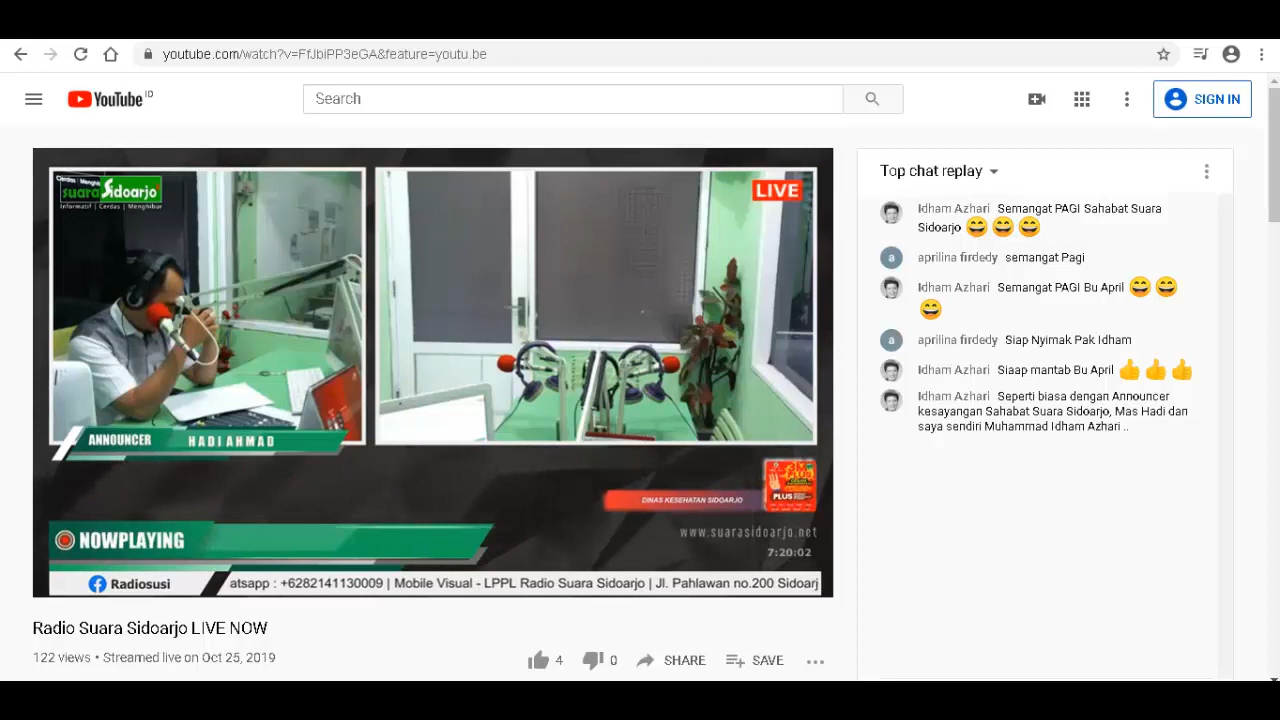 youtube.com/watch?v=FfJbiPP3eGA&feature=youtu.be
YouTube ID
Search
SIGN IN
suara Sidoarjo
Informatif | Cerdas | Menghibur
LIVE
ANNOUNCER HADI AHMAD
DINAS KESEHATAN SIDOARJO
PLUS
www.suarasidoarjo.net
7:20:02
NOWPLAYING
Radiosusi
atsapp : +6282141130009 | Mobile Visual - LPPL Radio Suara Sidoarjo | Jl. Pahlawan no.200 Sidoarj
Radio Suara Sidoarjo LIVE NOW
122 views • Streamed live on Oct 25, 2019
4 0 SHARE SAVE
Top chat replay
Idham Azhari Semangat PAGI Sahabat Suara
Sidoarjo 😄 😄 😄
a aprilina firdedy semangat Pagi
Idham Azhari Semangat PAGI Bu April 😄 😄
😄
a aprilina firdedy Siap Nyimak Pak Idham
Idham Azhari Siaap mantab Bu April 👍 👍 👍
Idham Azhari Seperti biasa dengan Announcer
kesayangan Sahabat Suara Sidoarjo, Mas Hadi dan
saya sendiri Muhammad Idham Azhari ..